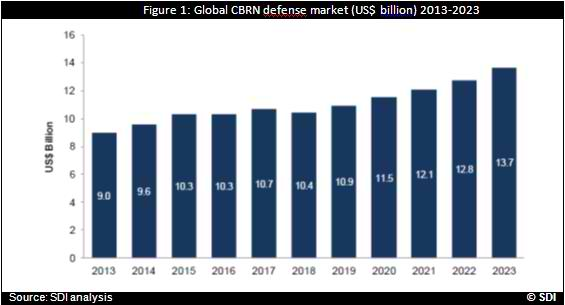 Figure 1: Global CBRN defense market (US$ billion) 2013-2023
16
14
12
10
8
6
4
2
0
US$ Billion
9.0 9.6 10.3 10.3 10.7 10.4 10.9 11.5 12.1 12.8 13.7
2013 2014 2015 2016 2017 2018 2019 2020 2021 2022 2023
Source: SDI analysis © SDI